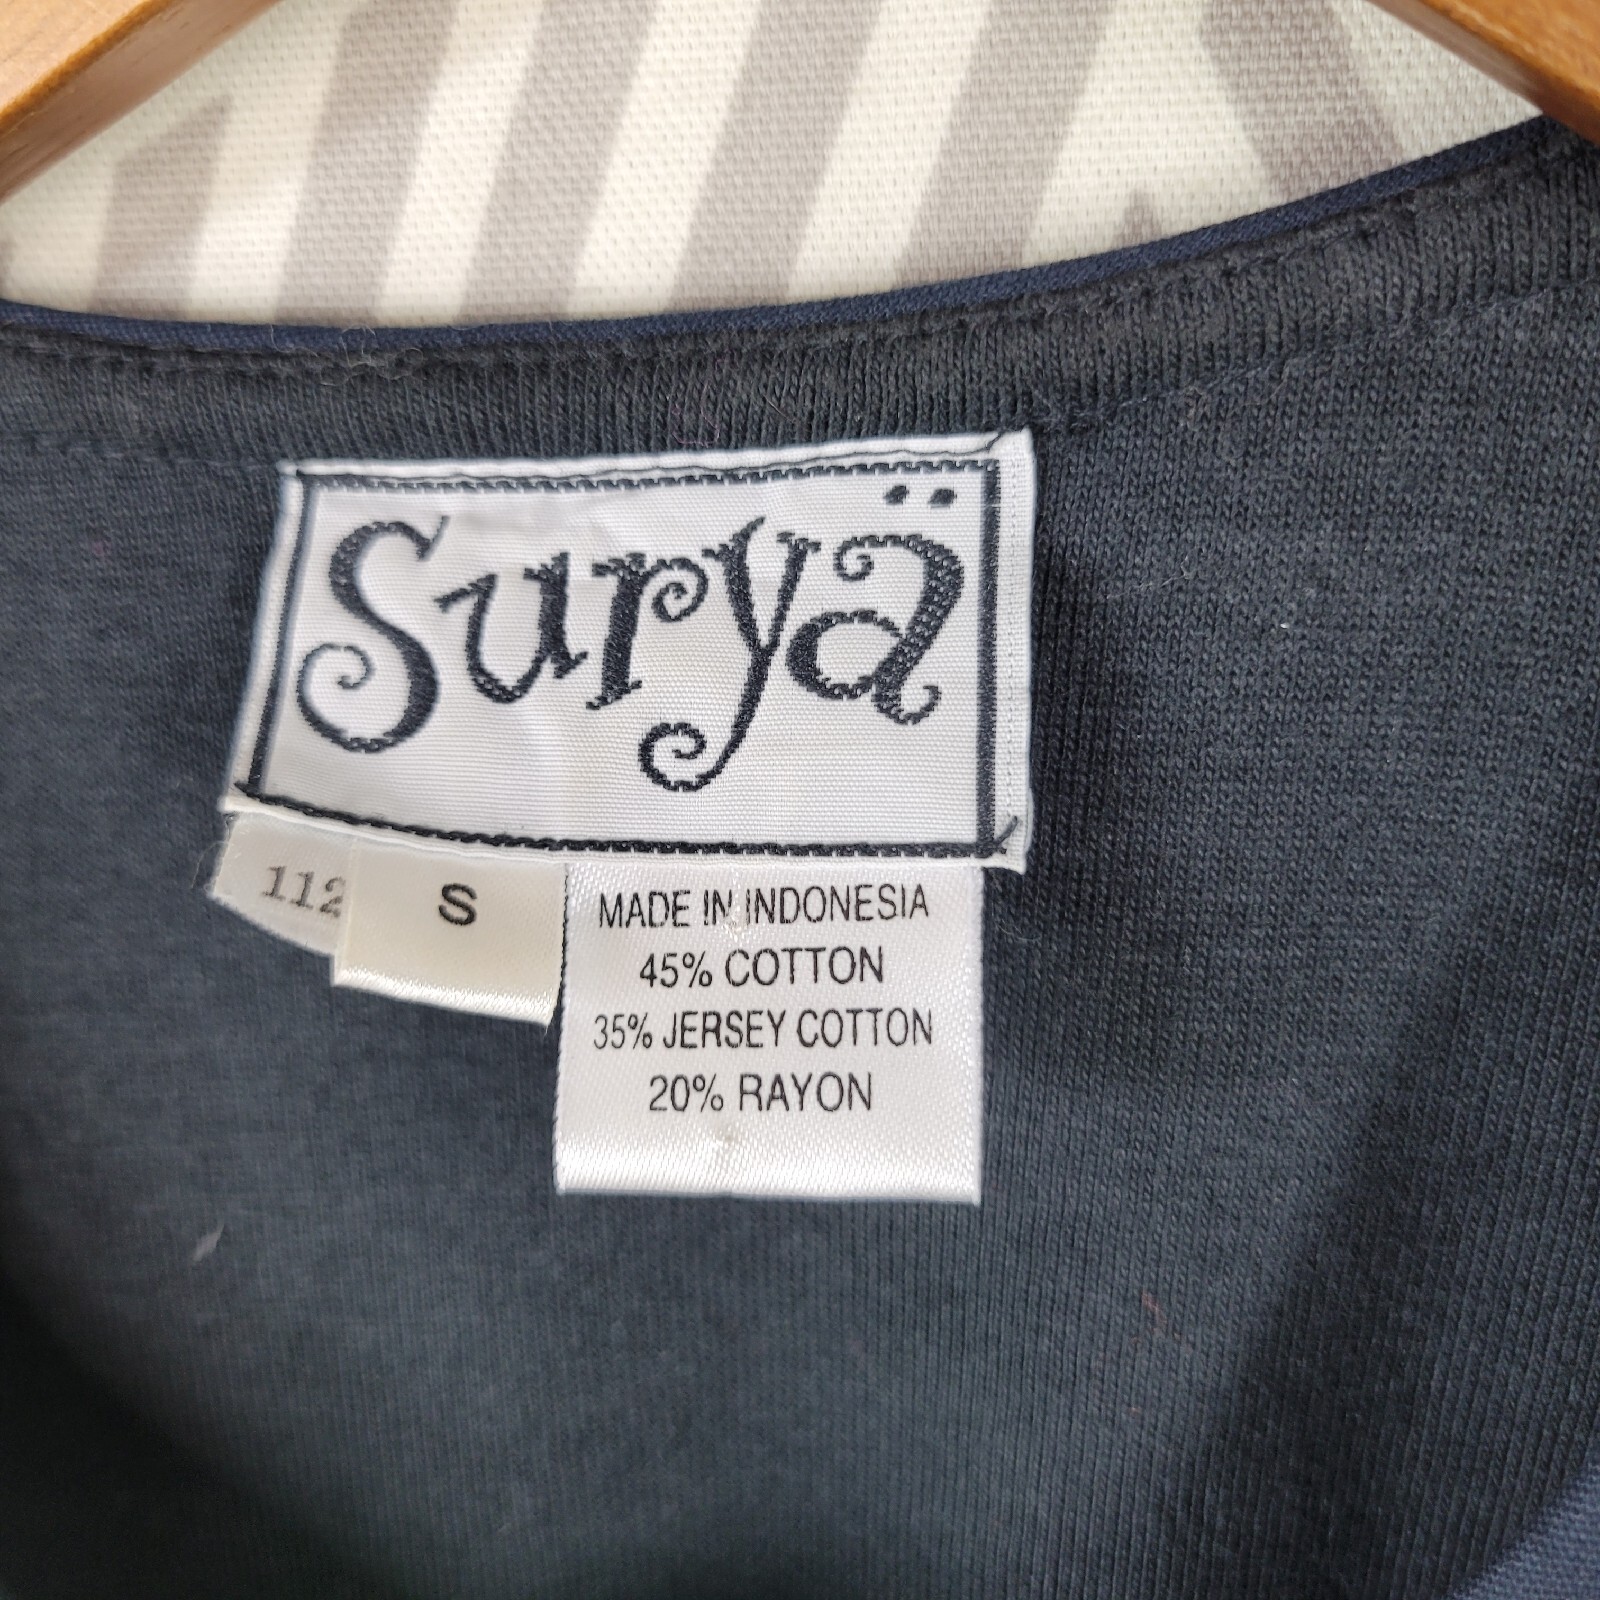 Suryä
112
S
MADE IN INDONESIA
45% COTTON
35% JERSEY COTTON
20% RAYON